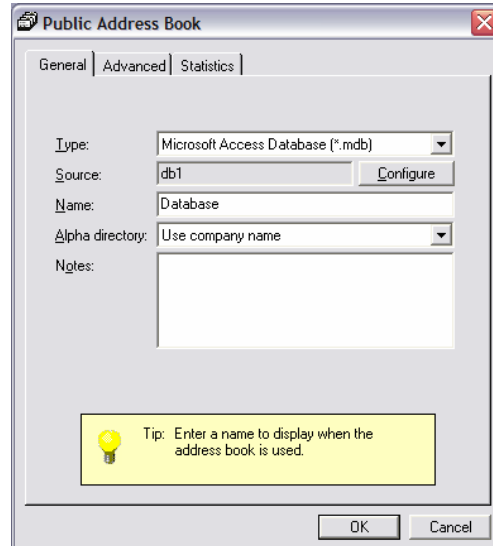 Public Address Book
General Advanced Statistics
Type: Microsoft Access Database (*.mdb)
Source: db1 Configure
Name: Database
Alpha directory: Use company name
Notes:
Tip: Enter a name to display when the
address book is used.
OK Cancel